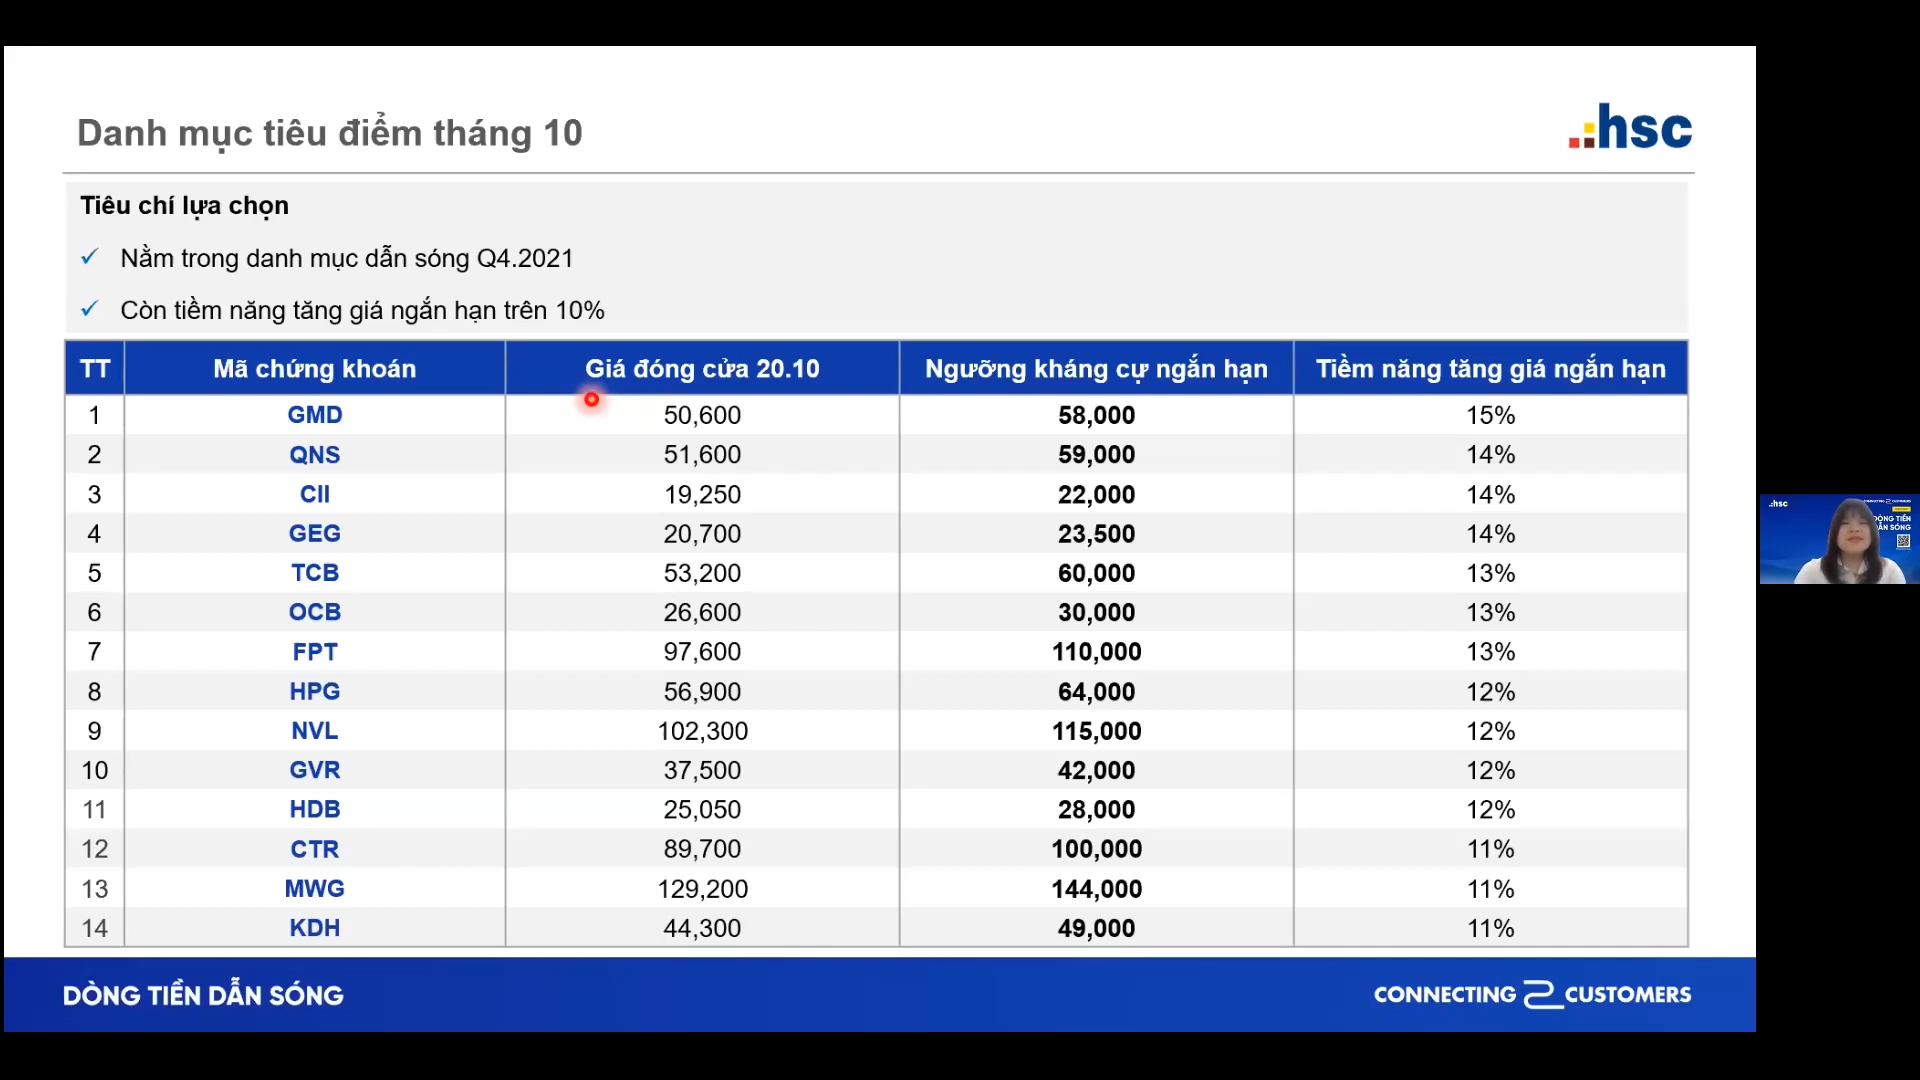 Danh mục tiêu điểm tháng 10
.:hsc
Tiêu chí lựa chọn
✓ Nằm trong danh mục dẫn sóng Q4.2021
✓ Còn tiềm năng tăng giá ngắn hạn trên 10%
TT Mã chứng khoán Giá đóng cửa 20.10 Ngưỡng kháng cự ngắn hạn Tiềm năng tăng giá ngắn hạn
1 GMD 50,600 58,000 15%
2 QNS 51,600 59,000 14%
3 CII 19,250 22,000 14%
4 GEG 20,700 23,500 14%
5 TCB 53,200 60,000 13%
6 OCB 26,600 30,000 13%
7 FPT 97,600 110,000 13%
8 HPG 56,900 64,000 12%
9 NVL 102,300 115,000 12%
10 GVR 37,500 42,000 12%
11 HDB 25,050 28,000 12%
12 CTR 89,700 100,000 11%
13 MWG 129,200 144,000 11%
14 KDH 44,300 49,000 11%
DÒNG TIỀN DẪN SÓNG
CONNECTING 2 CUSTOMERS
.:hsc
DÒNG TIỀN
DẪN SÓNG